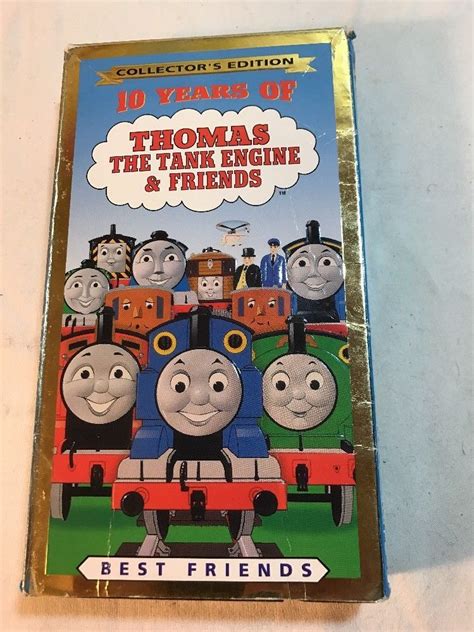 COLLECTOR'S EDITION
10 YEARS OF
THOMAS
THE TANK ENGINE
& FRIENDS
TM
BEST FRIENDS